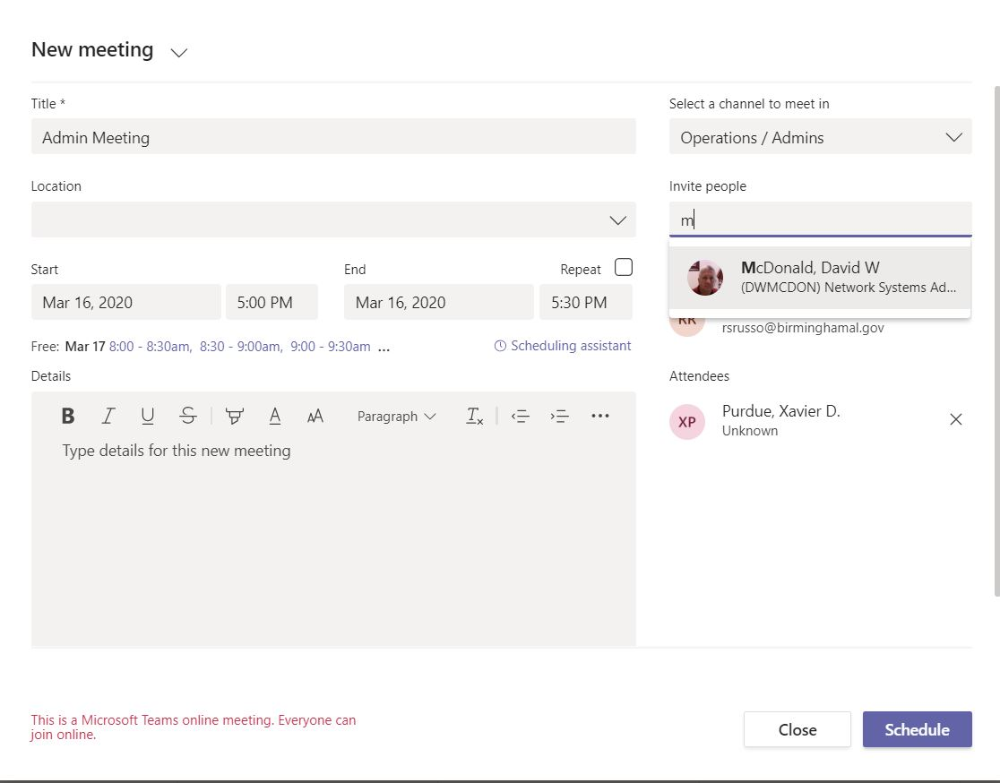 New meeting
Title *
Admin Meeting
Select a channel to meet in
Operations / Admins
Location
Invite people
m
McDonald, David W
(DWMCDON) Network Systems Ad...
RR
rsrusso@birminghamal.gov
Start
End
Repeat
Mar 16, 2020
5:00 PM
Mar 16, 2020
5:30 PM
Free: Mar 17 8:00 - 8:30am, 8:30 - 9:00am, 9:00 - 9:30am ...
Scheduling assistant
Details
B I U S A AA Paragraph Tx
Type details for this new meeting
Attendees
XP
Purdue, Xavier D.
Unknown
This is a Microsoft Teams online meeting. Everyone can
join online.
Close
Schedule